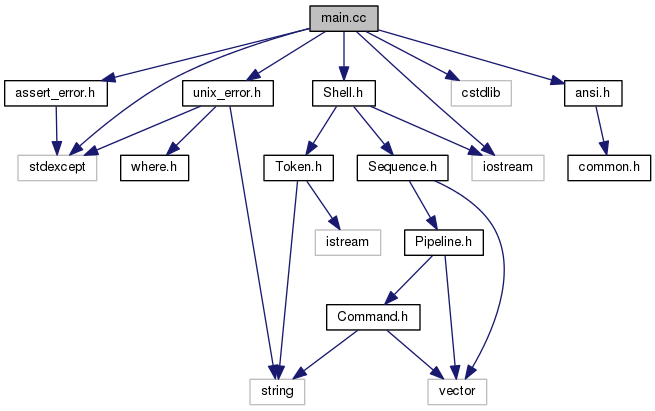 main.cc
assert_error.h
unix_error.h
Shell.h
cstdlib
ansi.h
stdexcept
where.h
Token.h
Sequence.h
iostream
common.h
istream
Pipeline.h
Command.h
string
vector